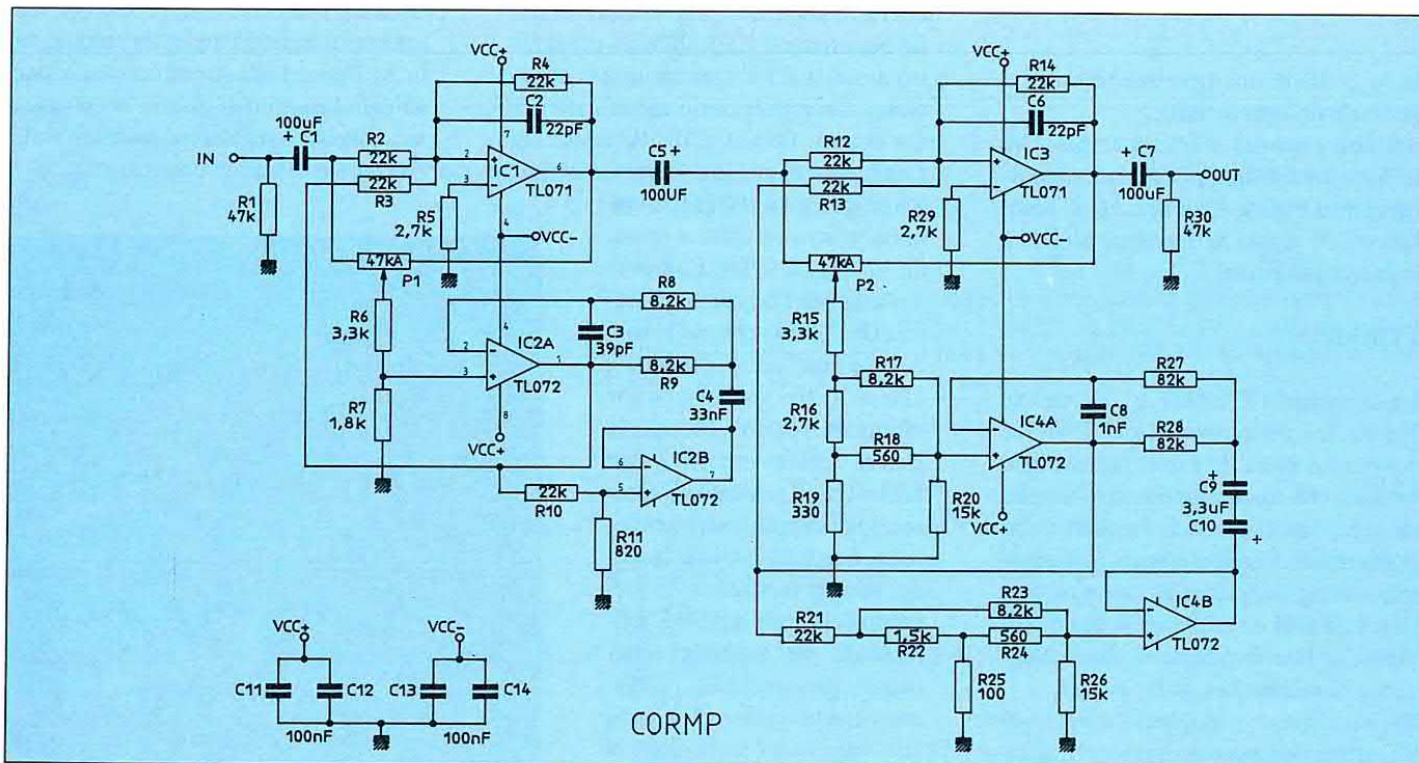 VCC+
R4
22k
C2
22pF
100uF
+
C1
IN
R2
22k
22k
R3
2
+
7
IC1
6
3
-
TL071
4
R1
47k
R5
2,7k
VCC-
C5 +
100UF
47kA
P1
R6
3,3k
R7
1,8k
R8
8,2k
C3
39pF
4
2
-
IC2A
1
3
+
TL072
8
VCC+
8,2k
R9
C4
33nF
6
-
IC2B
7
5
+
TL072
22k
R10
R11
820
VCC+
R14
22k
C6
22pF
R12
22k
22k
R13
+
IC3
-
TL071
+
C7
100uF
OUT
R29
2,7k
VCC-
R30
47k
47kA
P2
R15
3,3k
R17
8,2k
R16
2,7k
R18
560
R19
330
R20
15k
-
IC4A
+
TL072
VCC+
C8
1nF
R27
82k
R28
82k
+
C9
3,3uF
C10
+
R23
8,2k
-
IC4B
+
TL072
R21
22k
1,5k
R22
560
R24
R25
100
R26
15k
VCC+
VCC-
C11
C12
C13
C14
100nF
100nF
CORMP